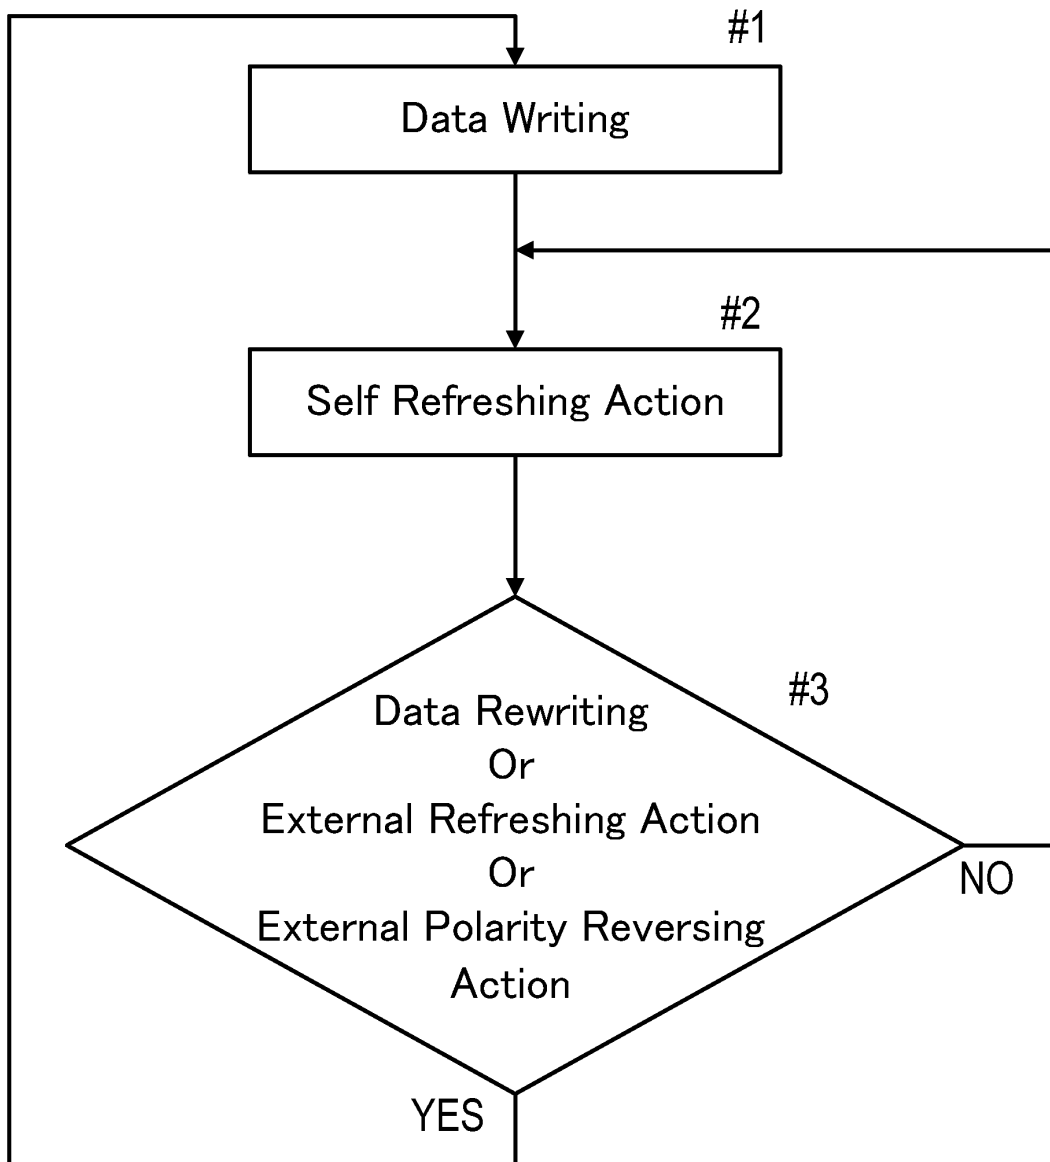 #1
Data Writing
#2
Self Refreshing Action
#3
Data Rewriting
Or
External Refreshing Action
Or
External Polarity Reversing
Action
NO
YES